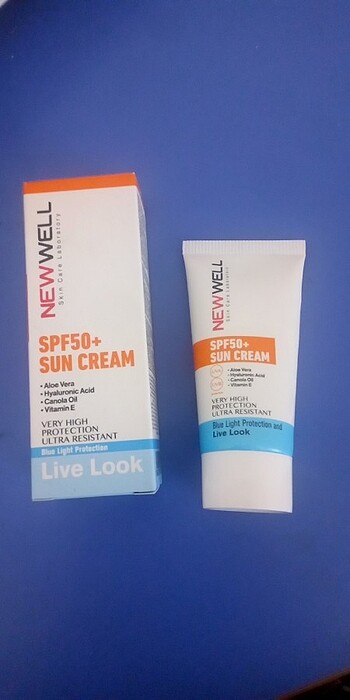 NEWWELL
Skin Care Laboratory
SPF50+
SUN CREAM
• Aloe Vera
• Hyaluronic Acid
• Canola Oil
• Vitamin E
VERY HIGH
PROTECTION
ULTRA RESISTANT
Blue Light Protection
Live Look
NEWWELL
Skin Care Laboratory
SPF50+
SUN CREAM
UVA
UVB
• Aloe Vera
• Hyaluronic Acid
• Canola Oil
• Vitamin E
VERY HIGH
PROTECTION
ULTRA RESISTANT
Blue Light Protection and
Live Look